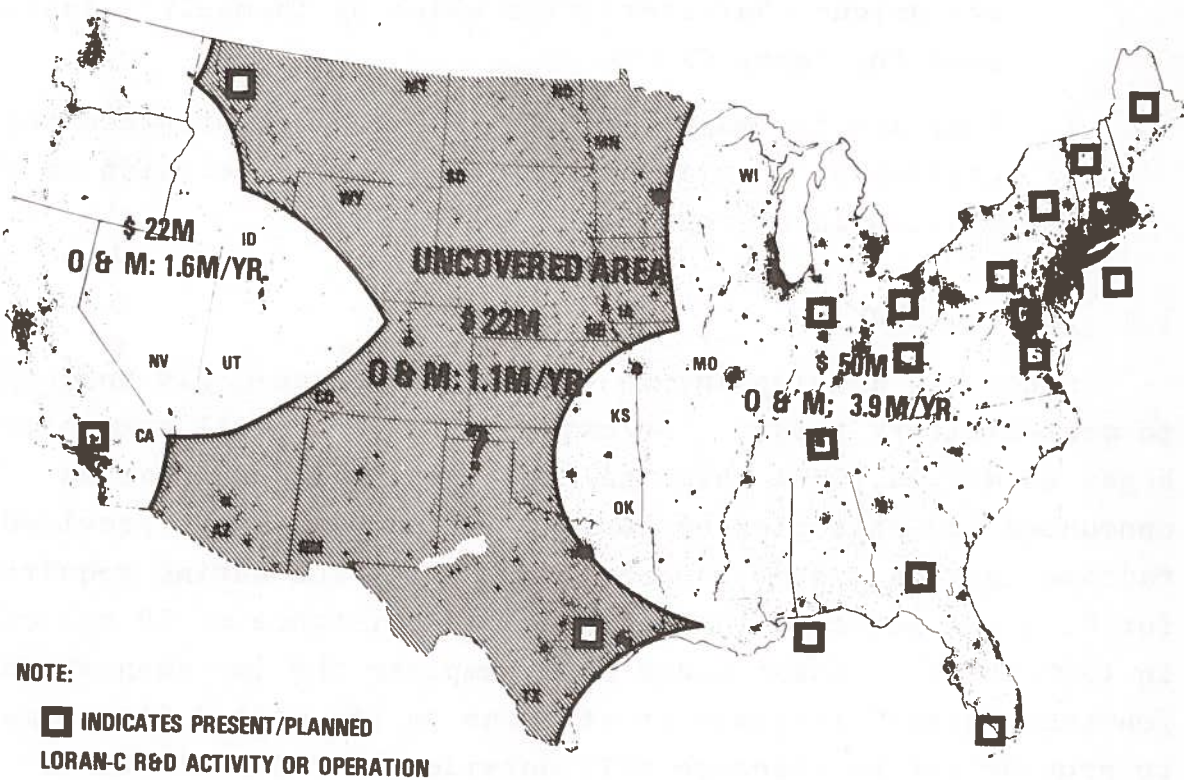 MT
ND
MN
WI
WY
SD
$ 22M
ID
O & M: 1.6M/YR.
UNCOVERED AREA
$ 22M
IA
O & M: 1.1M/YR
NV
UT
MO
$ 50M
O & M; 3.9M/YR.
CO
KS
CA
OK
AZ
NM
TX
NOTE:
INDICATES PRESENT/PLANNED
LORAN-C R&D ACTIVITY OR OPERATION